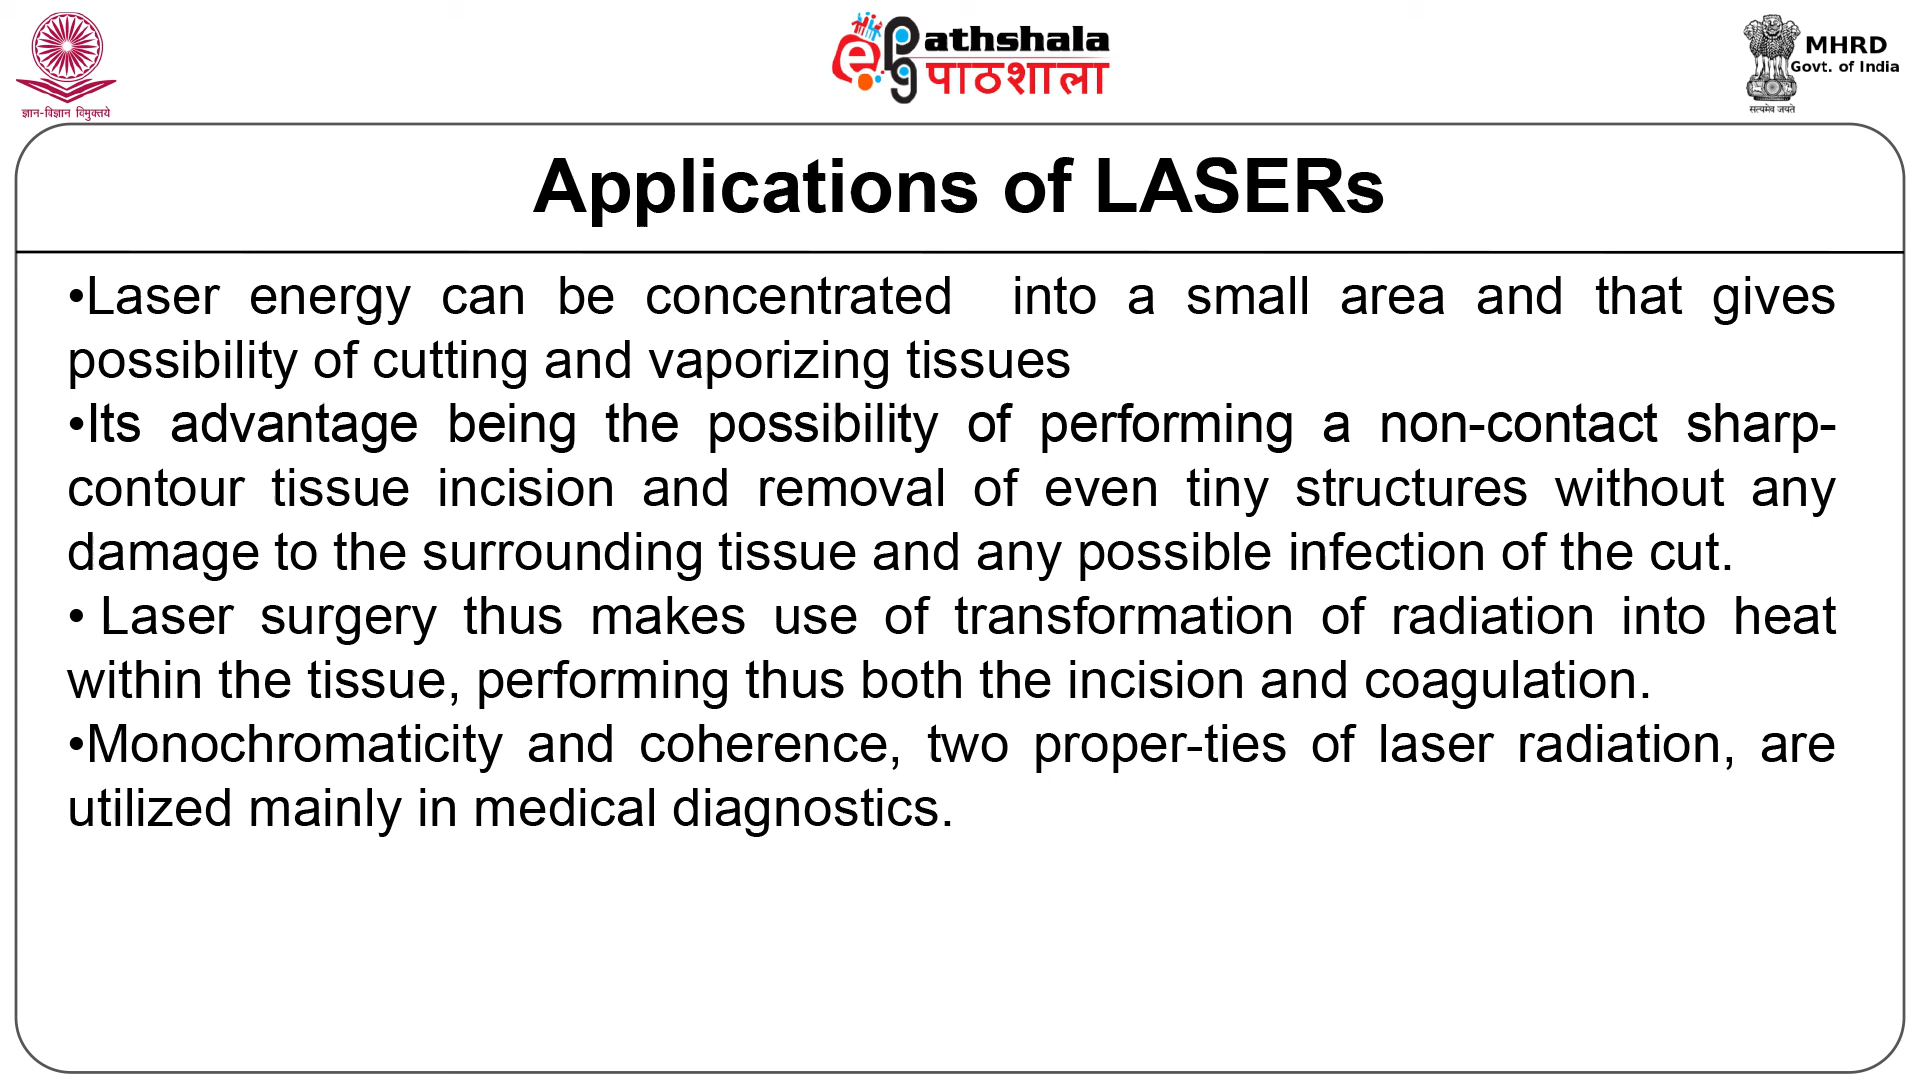 ज्ञान-विज्ञान विमुक्तये
ePG Pathshala
पाठशाला
MHRD
Govt. of India
सत्यमेव जयते
Applications of LASERs
•Laser energy can be concentrated  into a small area and that gives
possibility of cutting and vaporizing tissues
•Its advantage being the possibility of performing a non-contact sharp-
contour tissue incision and removal of even tiny structures without any
damage to the surrounding tissue and any possible infection of the cut.
• Laser surgery thus makes use of transformation of radiation into heat
within the tissue, performing thus both the incision and coagulation.
•Monochromaticity and coherence, two proper-ties of laser radiation, are
utilized mainly in medical diagnostics.